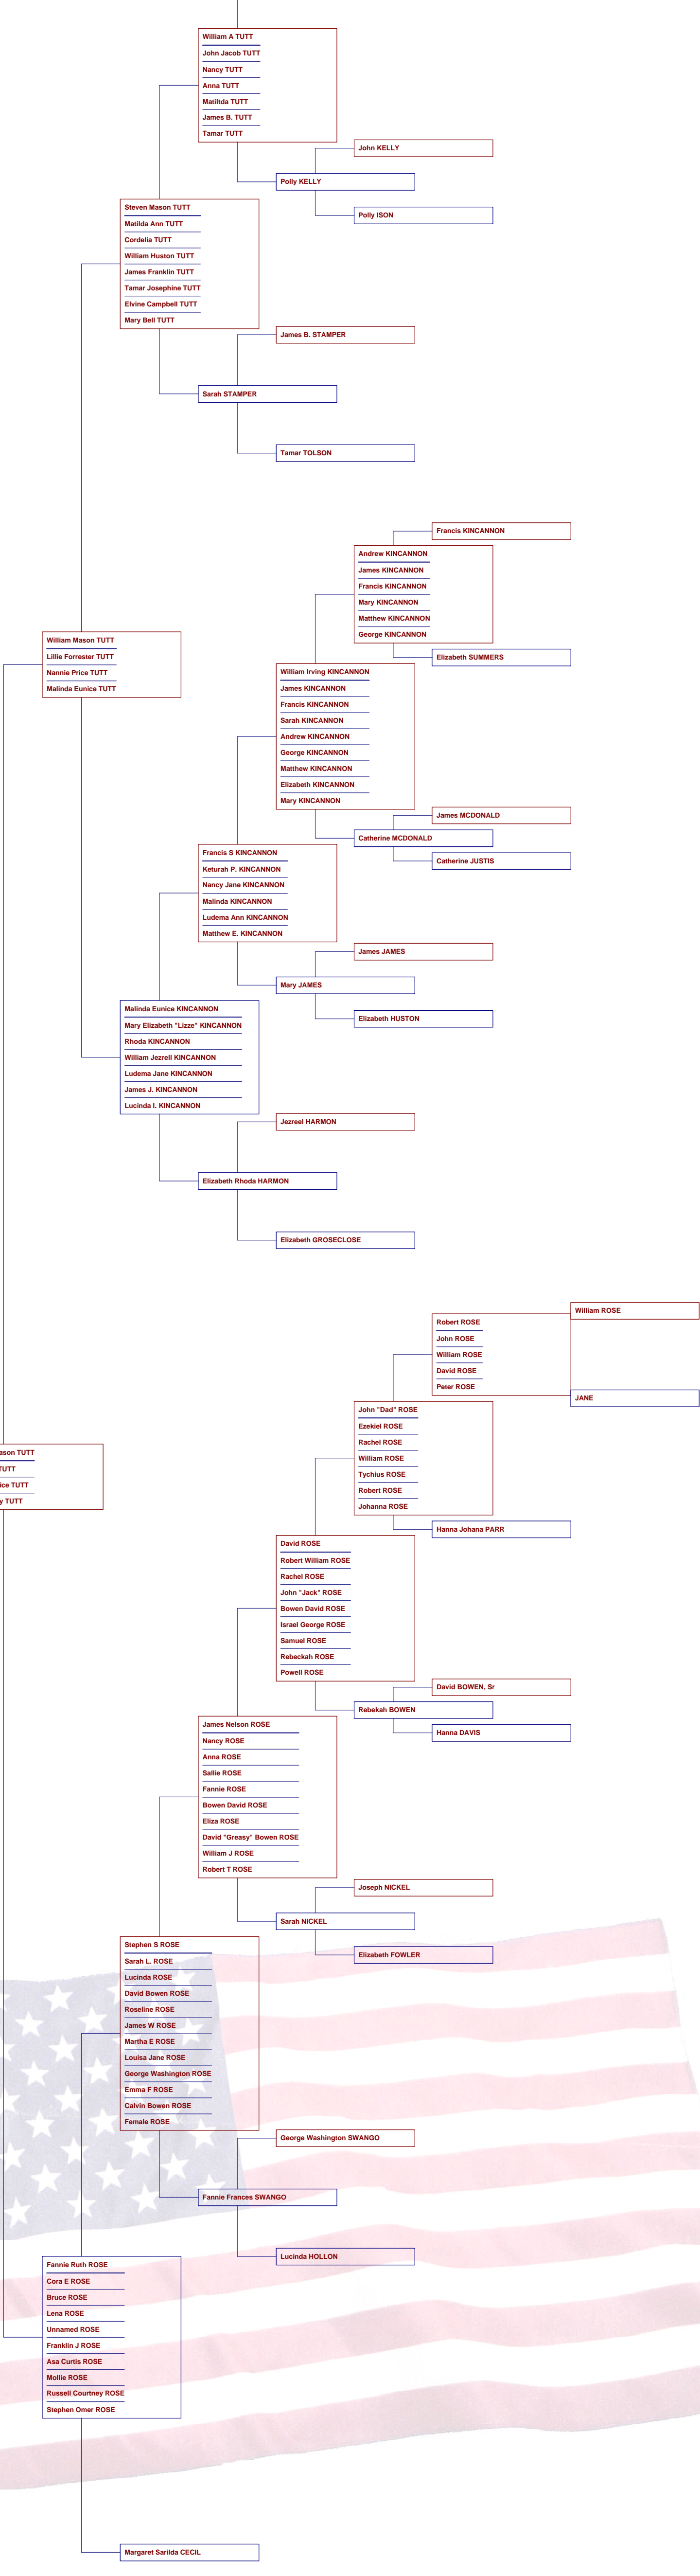 William A TUTT
John Jacob TUTT
Nancy TUTT
Anna TUTT
Matiltda TUTT
James B. TUTT
Tamar TUTT
John KELLY
Polly KELLY
Polly ISON
Steven Mason TUTT
Matilda Ann TUTT
Cordelia TUTT
William Huston TUTT
James Franklin TUTT
Tamar Josephine TUTT
Elvine Campbell TUTT
Mary Bell TUTT
James B. STAMPER
Sarah STAMPER
Tamar TOLSON
Francis KINCANNON
Andrew KINCANNON
James KINCANNON
Francis KINCANNON
Mary KINCANNON
Matthew KINCANNON
George KINCANNON
Elizabeth SUMMERS
William Mason TUTT
Lillie Forrester TUTT
Nannie Price TUTT
Malinda Eunice TUTT
William Irving KINCANNON
James KINCANNON
Francis KINCANNON
Sarah KINCANNON
Andrew KINCANNON
George KINCANNON
Matthew KINCANNON
Elizabeth KINCANNON
Mary KINCANNON
James MCDONALD
Catherine MCDONALD
Catherine JUSTIS
Francis S KINCANNON
Keturah P. KINCANNON
Nancy Jane KINCANNON
Malinda KINCANNON
Ludema Ann KINCANNON
Matthew E. KINCANNON
James JAMES
Mary JAMES
Elizabeth HUSTON
Malinda Eunice KINCANNON
Mary Elizabeth "Lizze" KINCANNON
Rhoda KINCANNON
William Jezrell KINCANNON
Ludema Jane KINCANNON
James J. KINCANNON
Lucinda I. KINCANNON
Jezreel HARMON
Elizabeth Rhoda HARMON
Elizabeth GROSECLOSE
William ROSE
Robert ROSE
John ROSE
William ROSE
David ROSE
Peter ROSE
JANE
John "Dad" ROSE
Ezekiel ROSE
Rachel ROSE
William ROSE
Tychius ROSE
Robert ROSE
Johanna ROSE
Hanna Johana PARR
ason TUTT
TUTT
ice TUTT
y TUTT
David ROSE
Robert William ROSE
Rachel ROSE
John "Jack" ROSE
Bowen David ROSE
Israel George ROSE
Samuel ROSE
Rebeckah ROSE
Powell ROSE
David BOWEN, Sr
Rebekah BOWEN
Hanna DAVIS
James Nelson ROSE
Nancy ROSE
Anna ROSE
Sallie ROSE
Fannie ROSE
Bowen David ROSE
Eliza ROSE
David "Greasy" Bowen ROSE
William J ROSE
Robert T ROSE
Joseph NICKEL
Sarah NICKEL
Elizabeth FOWLER
Stephen S ROSE
Sarah L. ROSE
Lucinda ROSE
David Bowen ROSE
Roseline ROSE
James W ROSE
Martha E ROSE
Louisa Jane ROSE
George Washington ROSE
Emma F ROSE
Calvin Bowen ROSE
Female ROSE
George Washington SWANGO
Fannie Frances SWANGO
Lucinda HOLLON
Fannie Ruth ROSE
Cora E ROSE
Bruce ROSE
Lena ROSE
Unnamed ROSE
Franklin J ROSE
Asa Curtis ROSE
Mollie ROSE
Russell Courtney ROSE
Stephen Omer ROSE
Margaret Sarilda CECIL